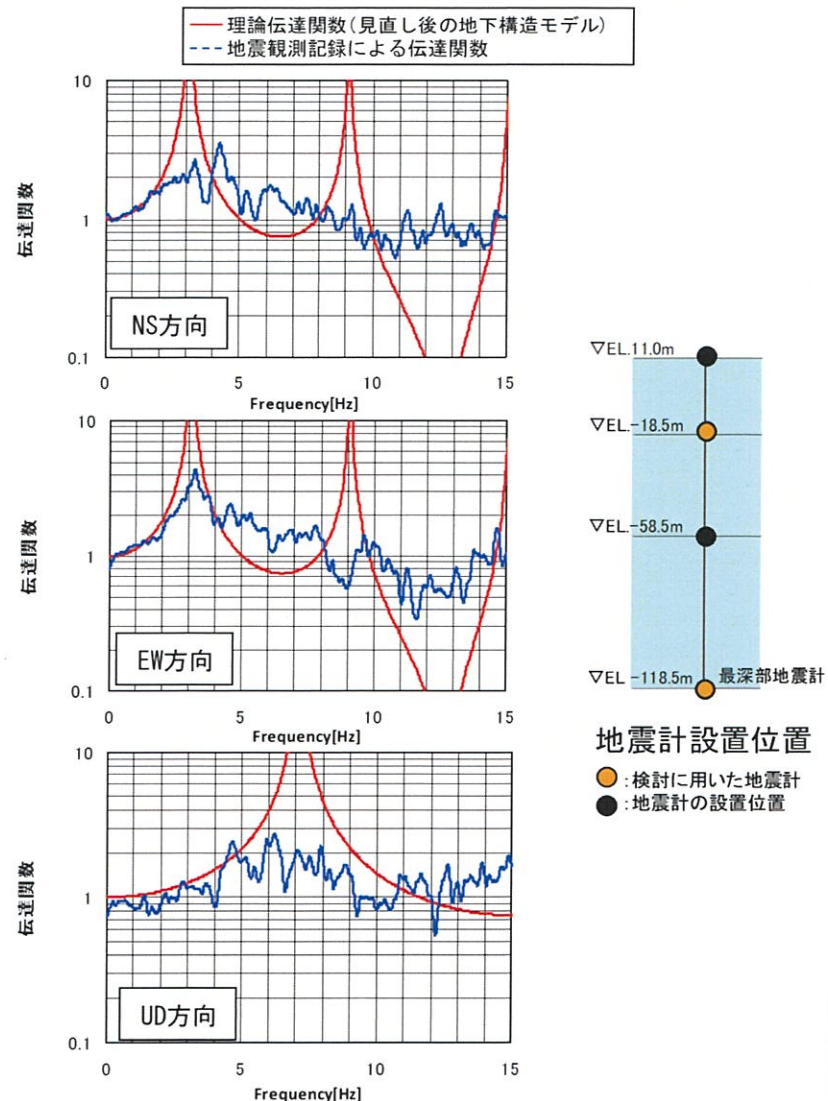 理論伝達関数(見直し後の地下構造モデル)
地震観測記録による伝達関数
10
1
0.1
伝達関数
NS方向
0 5 10 15
Frequency[Hz]
10
1
0.1
伝達関数
EW方向
0 5 10 15
Frequency[Hz]
10
1
0.1
伝達関数
UD方向
0 5 10 15
Frequency[Hz]
▽EL.11.0m
▽EL.-18.5m
▽EL.-58.5m
▽EL -118.5m 最深部地震計
地震計設置位置
:検討に用いた地震計
:地震計の設置位置